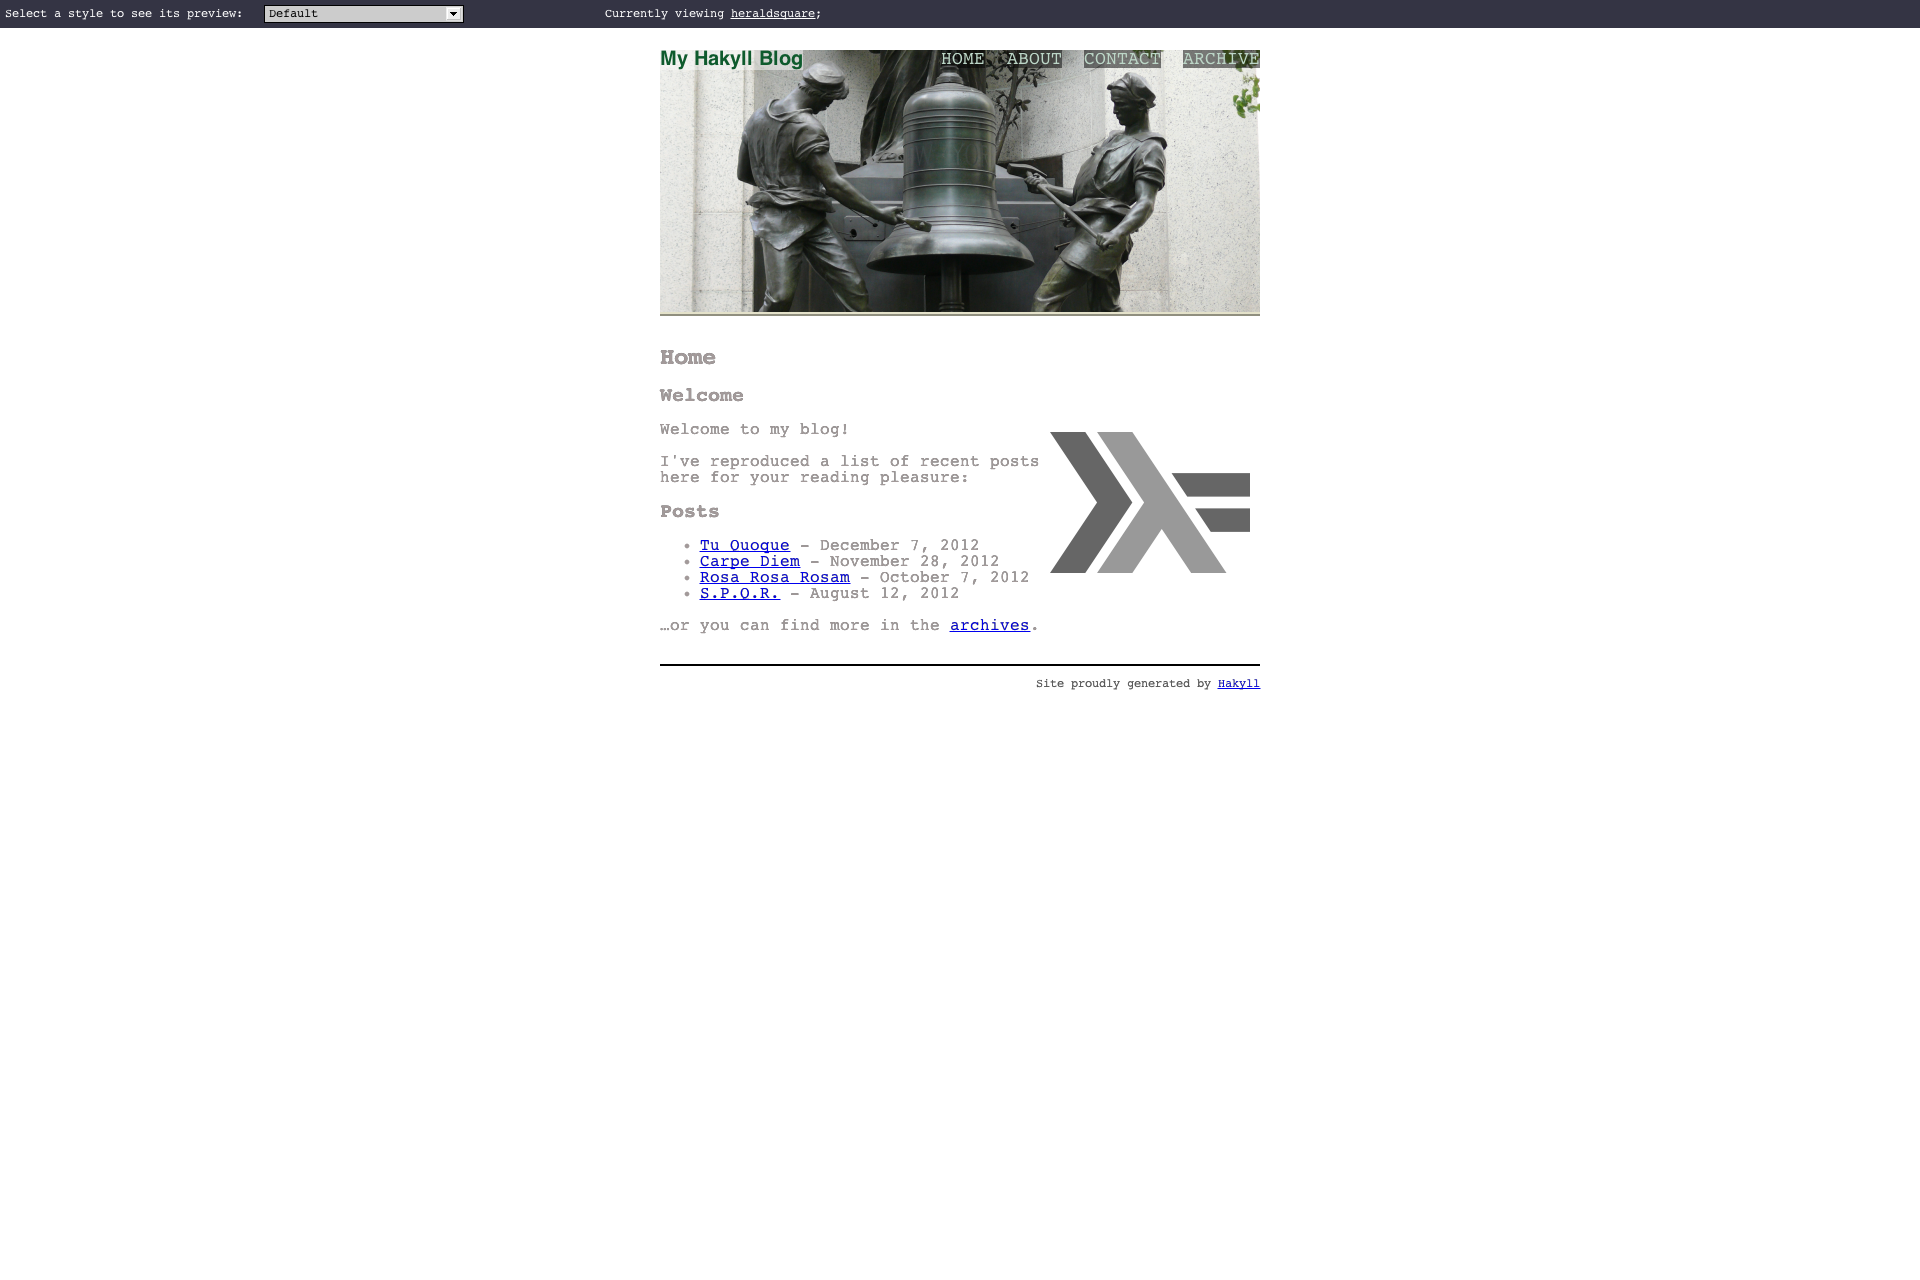 Select a style to see its preview: Default Currently viewing heraldsquare;
My Hakyll Blog HOME ABOUT CONTACT ARCHIVE
Home
Welcome
Welcome to my blog!
I've reproduced a list of recent posts
here for your reading pleasure:
Posts
• Tu Quoque - December 7, 2012
• Carpe Diem - November 28, 2012
• Rosa Rosa Rosam - October 7, 2012
• S.P.Q.R. - August 12, 2012
…or you can find more in the archives.
Site proudly generated by Hakyll